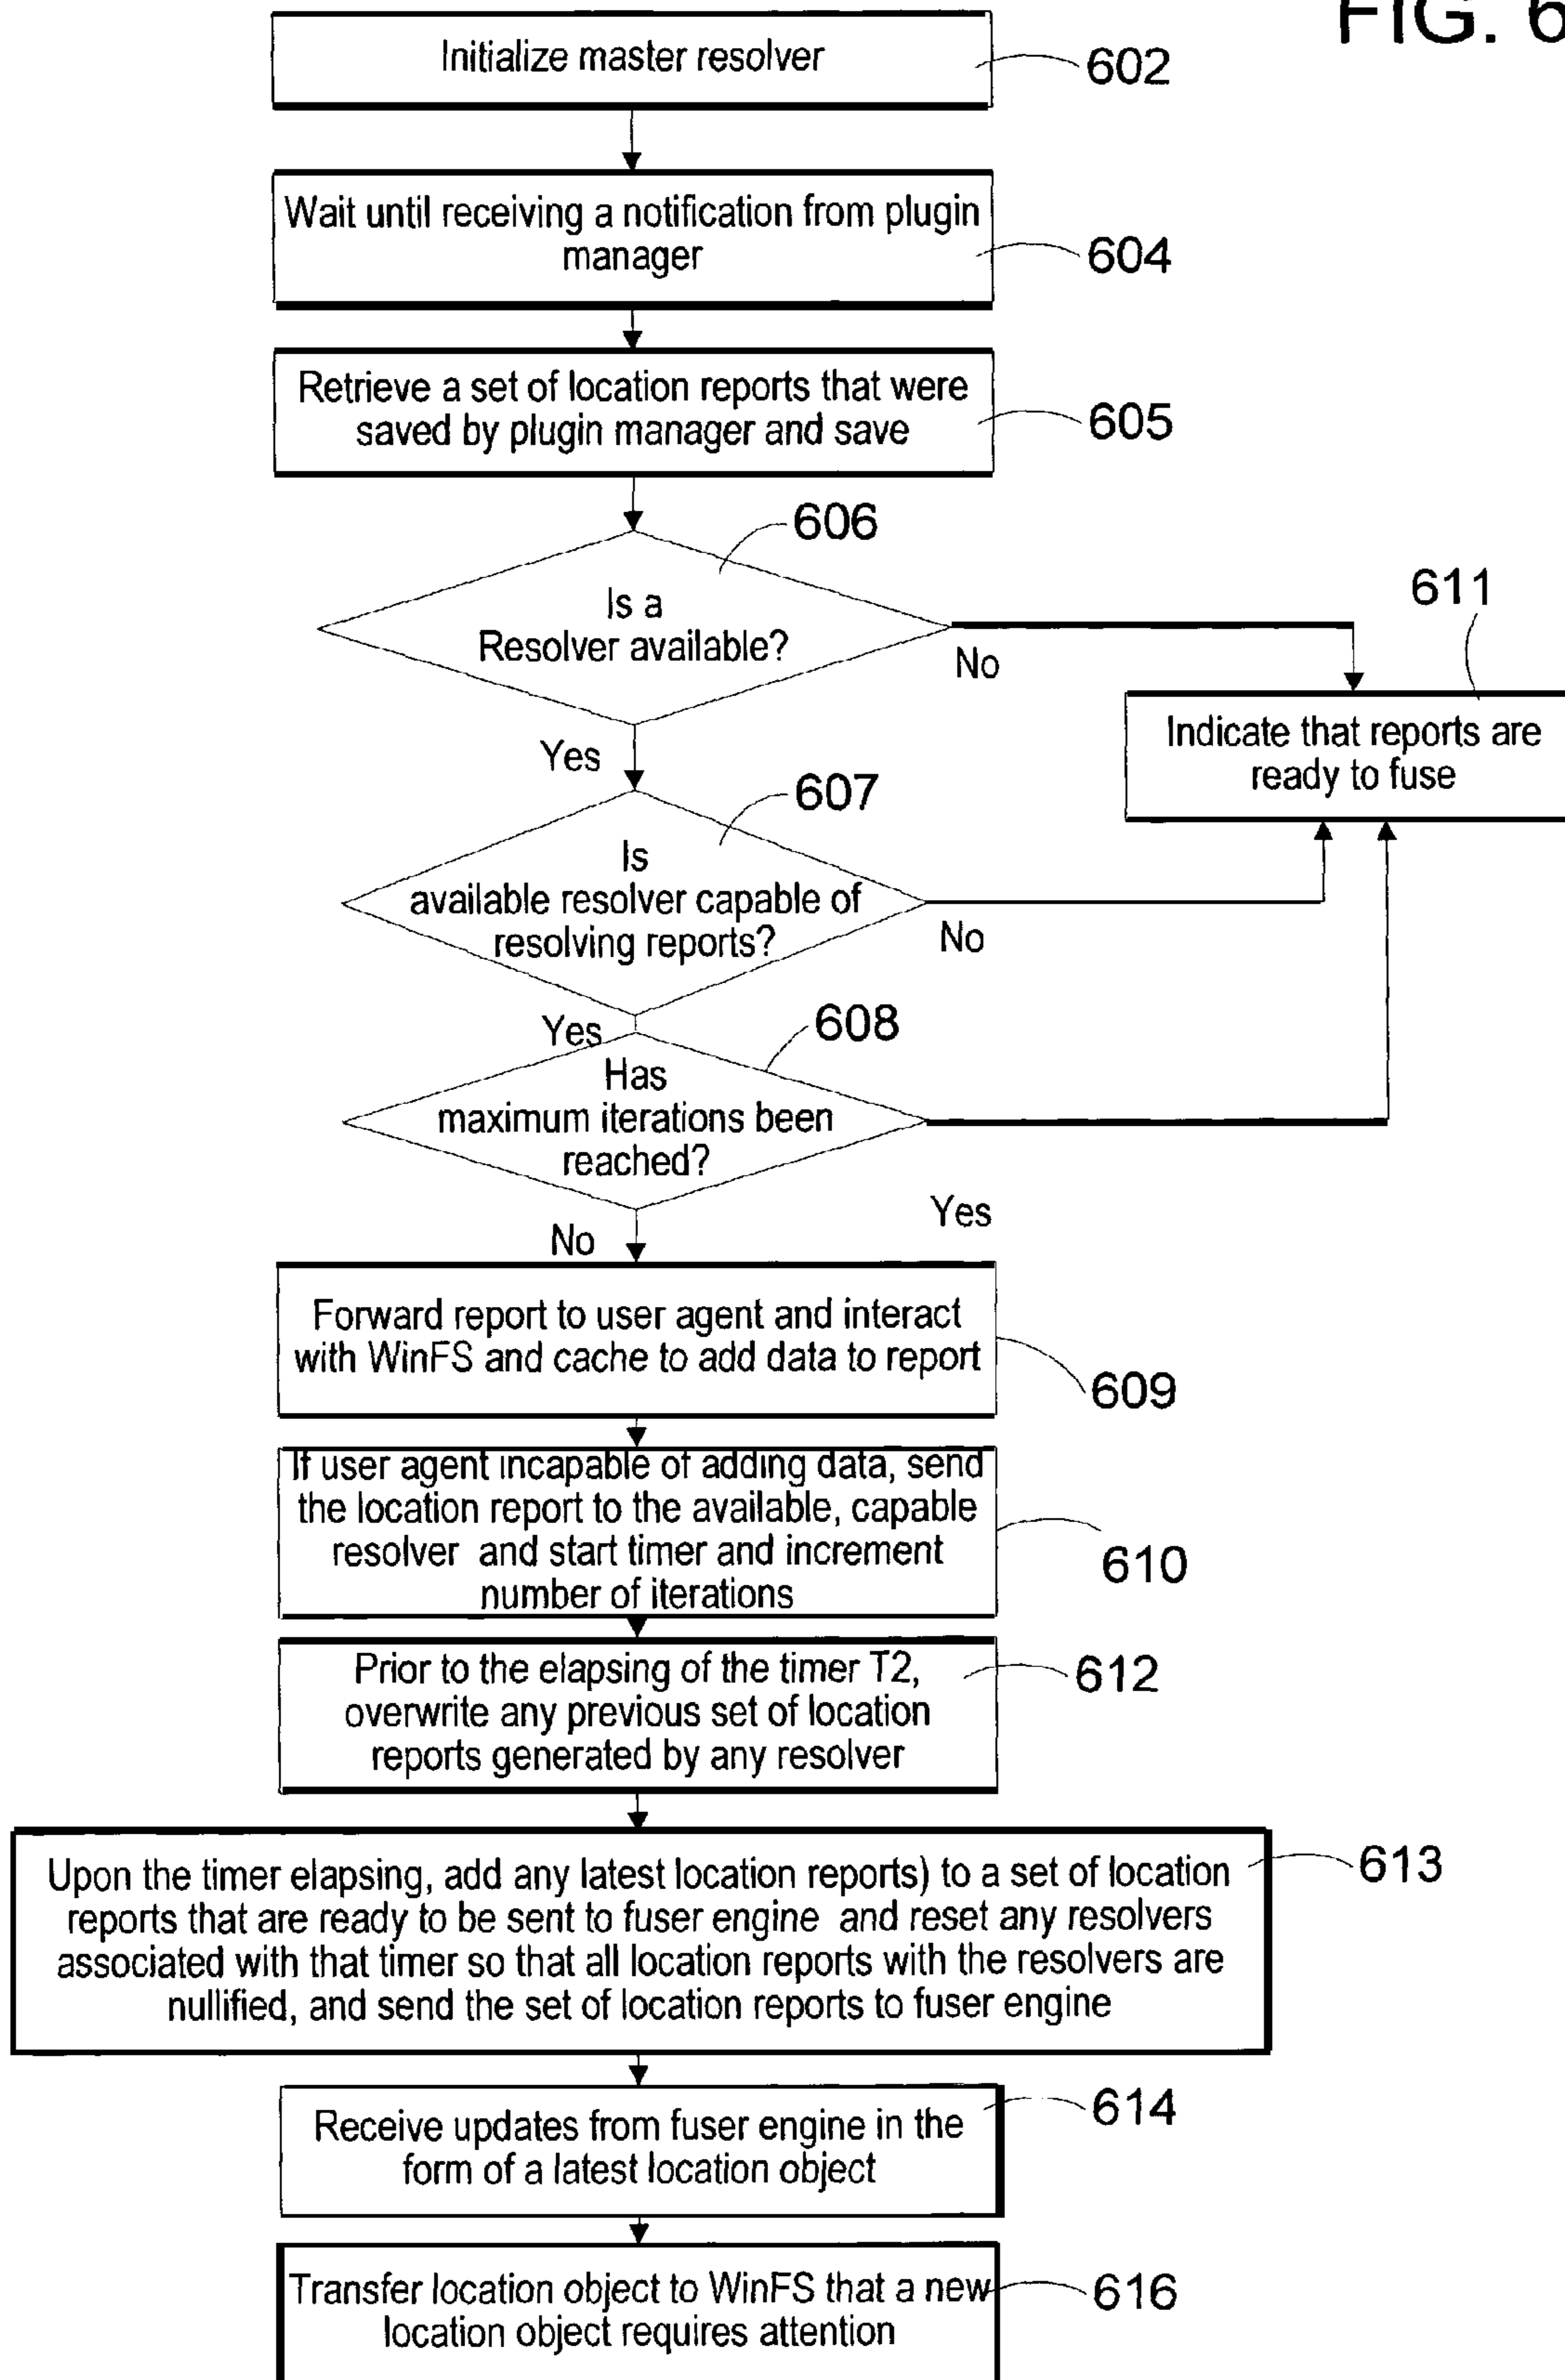 FIG. 6
Initialize master resolver
602
Wait until receiving a notification from plugin
manager
604
Retrieve a set of location reports that were
saved by plugin manager and save
605
606
Is a
Resolver available?
No
611
Indicate that reports are
ready to fuse
Yes
607
Is
available resolver capable of
resolving reports?
No
Yes
608
Has
maximum iterations been
reached?
Yes
No
Forward report to user agent and interact
with WinFS and cache to add data to report
609
If user agent incapable of adding data, send
the location report to the available, capable
resolver and start timer and increment
number of iterations
610
Prior to the elapsing of the timer T2,
overwrite any previous set of location
reports generated by any resolver
612
Upon the timer elapsing, add any latest location reports) to a set of location
reports that are ready to be sent to fuser engine and reset any resolvers
associated with that timer so that all location reports with the resolvers are
nullified, and send the set of location reports to fuser engine
613
Receive updates from fuser engine in the
form of a latest location object
614
Transfer location object to WinFS that a new
location object requires attention
616